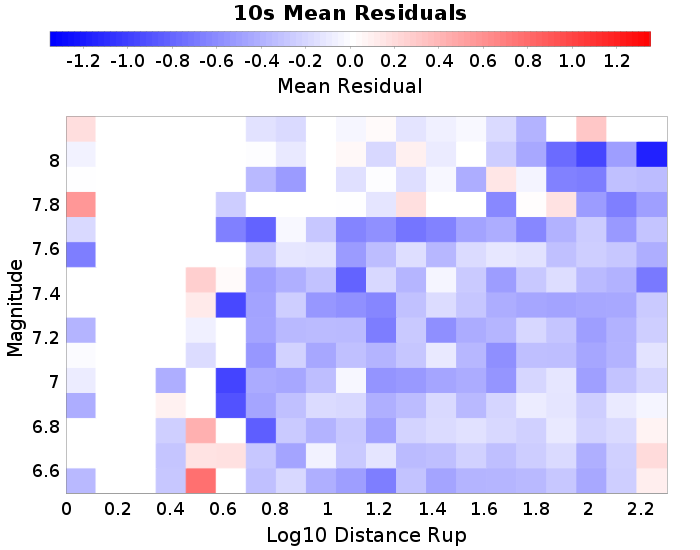 10s Mean Residuals
-1.2 -1.0 -0.8 -0.6 -0.4 -0.2 0.0 0.2 0.4 0.6 0.8 1.0 1.2
Mean Residual
8
7.8
7.6
7.4
7.2
7
6.8
6.6
Magnitude
0 0.2 0.4 0.6 0.8 1 1.2 1.4 1.6 1.8 2 2.2
Log10 Distance Rup